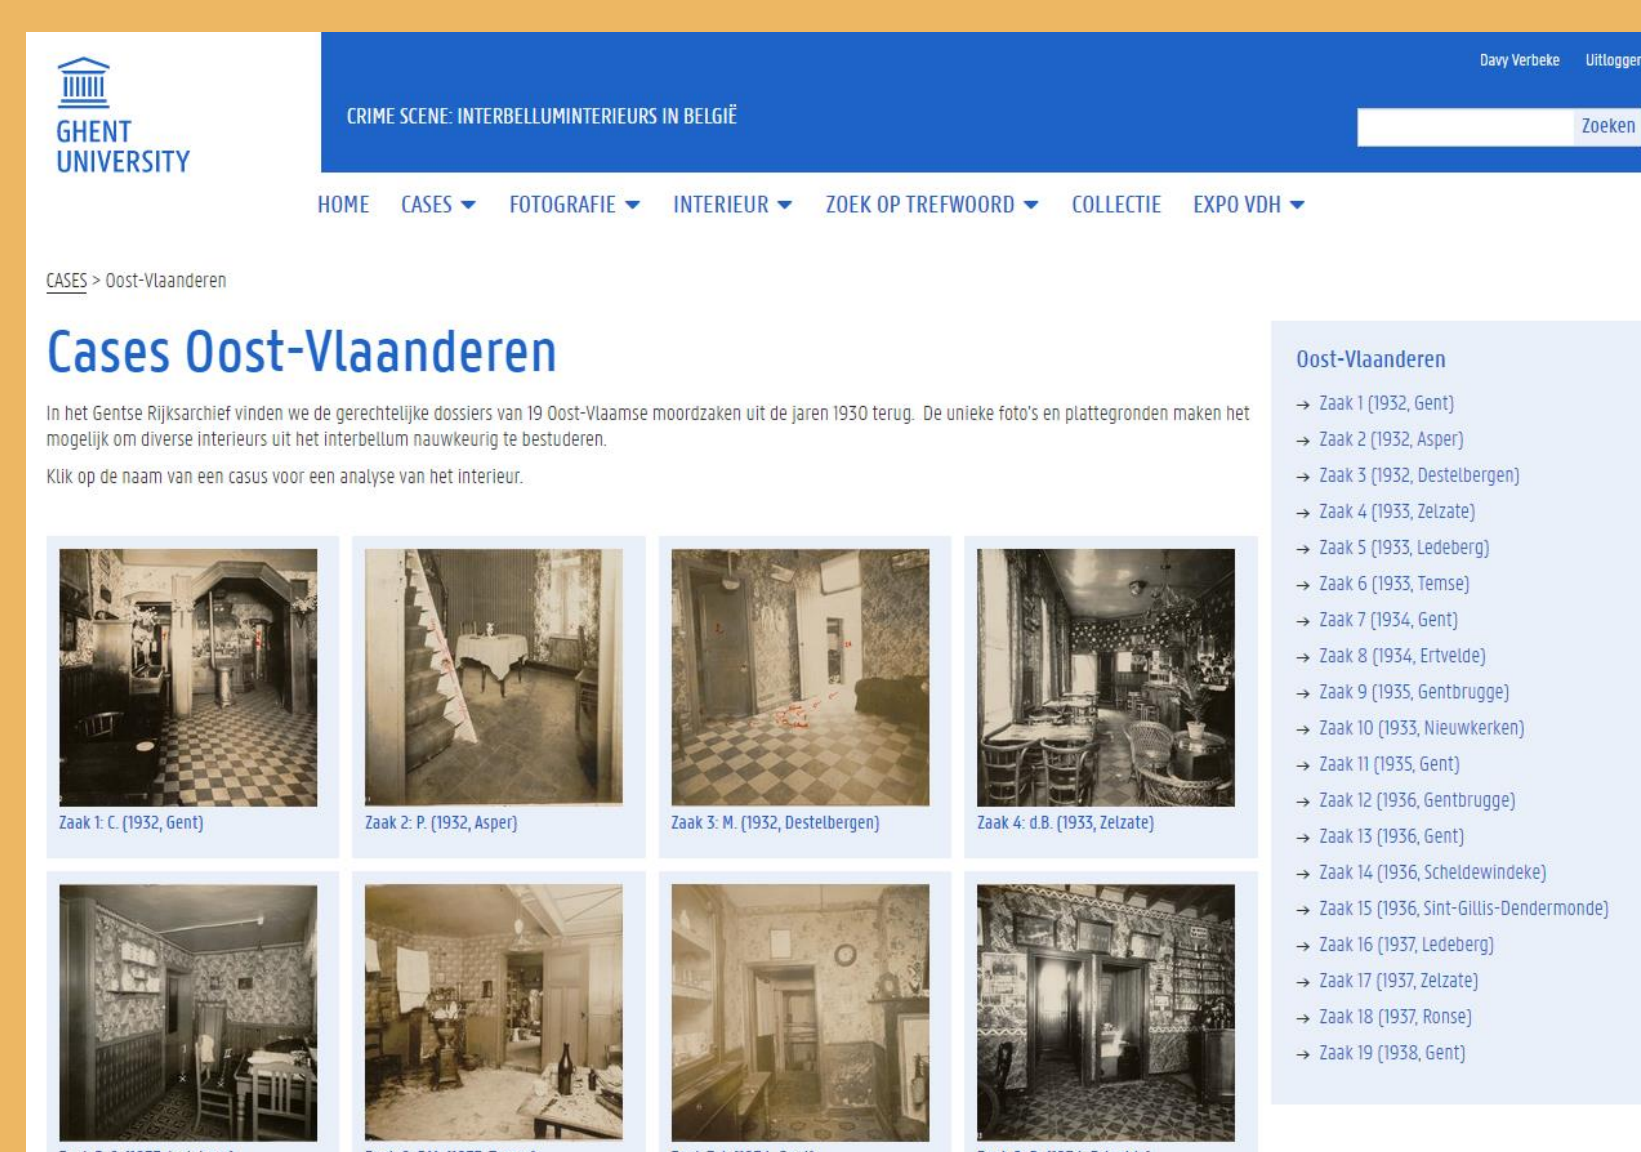 GHENT
UNIVERSITY
CRIME SCENE: INTERBELLUMINTERIEURS IN BELGIË
Davy Verbeke Uitloggen
Zoeken
HOME CASES FOTOGRAFIE INTERIEUR ZOEK OP TREFWOORD COLLECTIE EXPO VDH
CASES > Oost-Vlaanderen
Cases Oost-Vlaanderen
In het Gentse Rijksarchief vinden we de gerechtelijke dossiers van 19 Oost-Vlaamse moordzaken uit de jaren 1930 terug. De unieke foto's en plattegronden maken het
mogelijk om diverse interieurs uit het interbellum nauwkeurig te bestuderen.
Klik op de naam van een casus voor een analyse van het interieur.
Zaak 1: C. (1932, Gent)
Zaak 2: P. (1932, Asper)
Zaak 3: M. (1932, Destelbergen)
Zaak 4: d.B. (1933, Zelzate)
Oost-Vlaanderen
→ Zaak 1 (1932, Gent)
→ Zaak 2 (1932, Asper)
→ Zaak 3 (1932, Destelbergen)
→ Zaak 4 (1933, Zelzate)
→ Zaak 5 (1933, Ledeberg)
→ Zaak 6 (1933, Temse)
→ Zaak 7 (1934, Gent)
→ Zaak 8 (1934, Ertvelde)
→ Zaak 9 (1935, Gentbrugge)
→ Zaak 10 (1933, Nieuwkerken)
→ Zaak 11 (1935, Gent)
→ Zaak 12 (1936, Gentbrugge)
→ Zaak 13 (1936, Gent)
→ Zaak 14 (1936, Scheldewindeke)
→ Zaak 15 (1936, Sint-Gillis-Dendermonde)
→ Zaak 16 (1937, Ledeberg)
→ Zaak 17 (1937, Zelzate)
→ Zaak 18 (1937, Ronse)
→ Zaak 19 (1938, Gent)